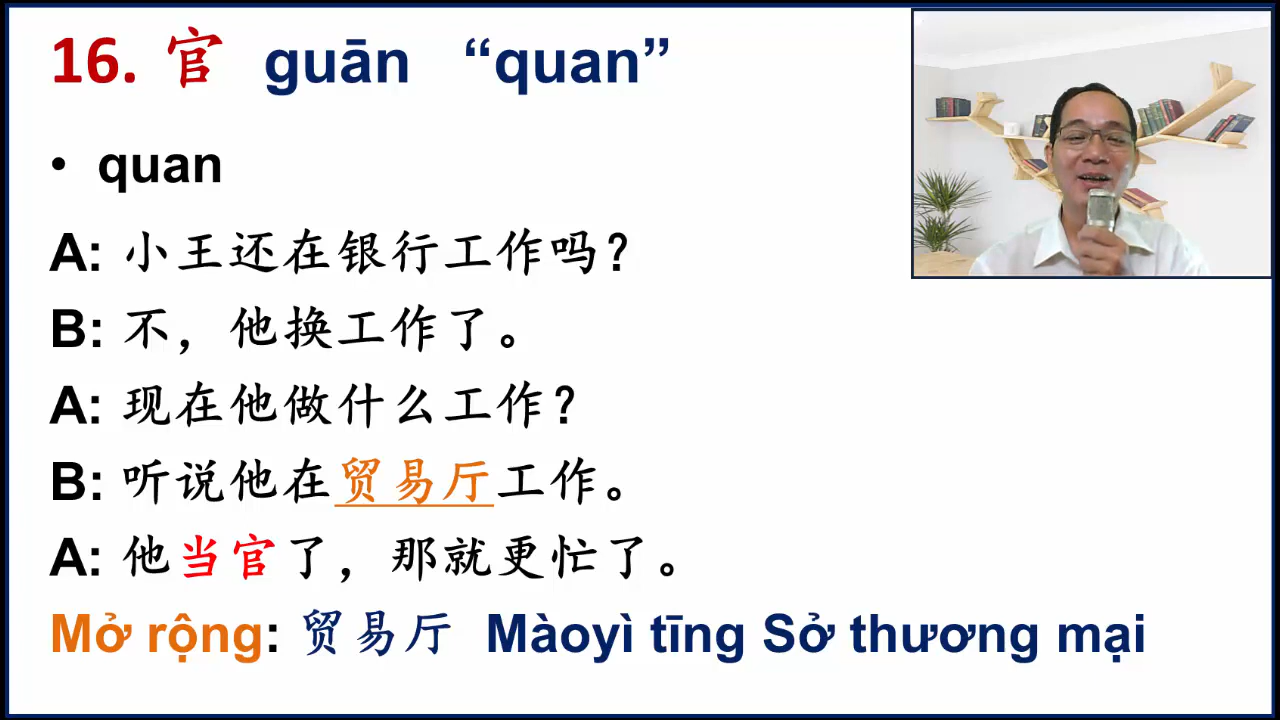 16. 官 guān “quan”
• quan
A: 小王还在银行工作吗？
B: 不，他换工作了。
A: 现在他做什么工作？
B: 听说他在贸易厅工作。
A: 他当官了，那就更忙了。
Mở rộng: 贸易厅 Màoyì tīng Sở thương mại